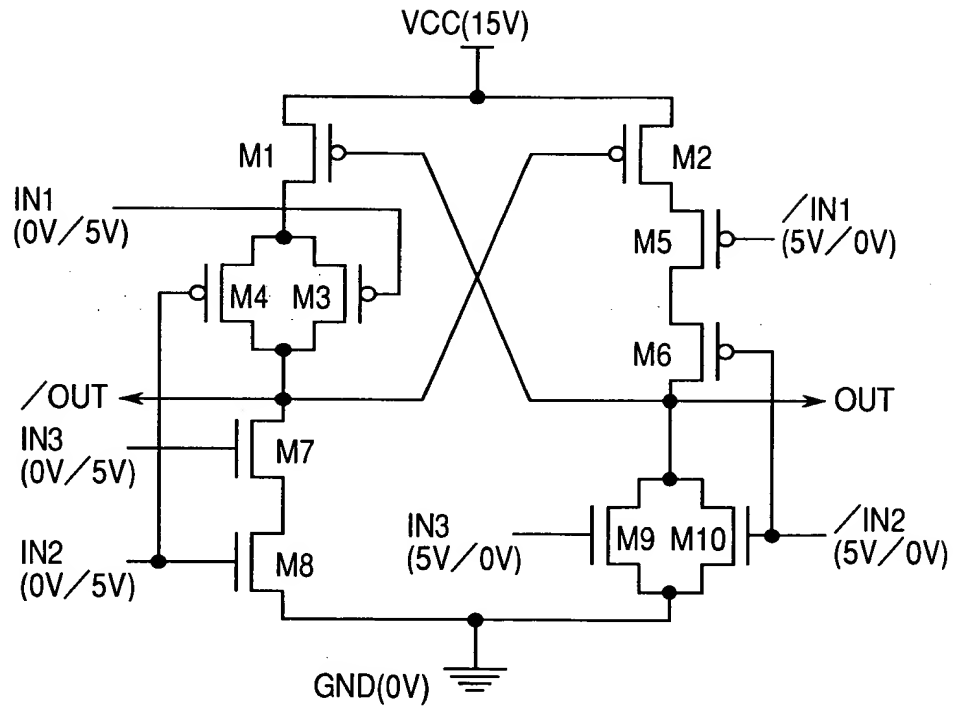 VCC(15V)
M1
M2
IN1
(0V/5V)
/IN1
(5V/0V)
M5
M4
M3
M6
/OUT
OUT
IN3
(0V/5V)
M7
IN3
(5V/0V)
M9
M10
/IN2
(5V/0V)
IN2
(0V/5V)
M8
GND(0V)